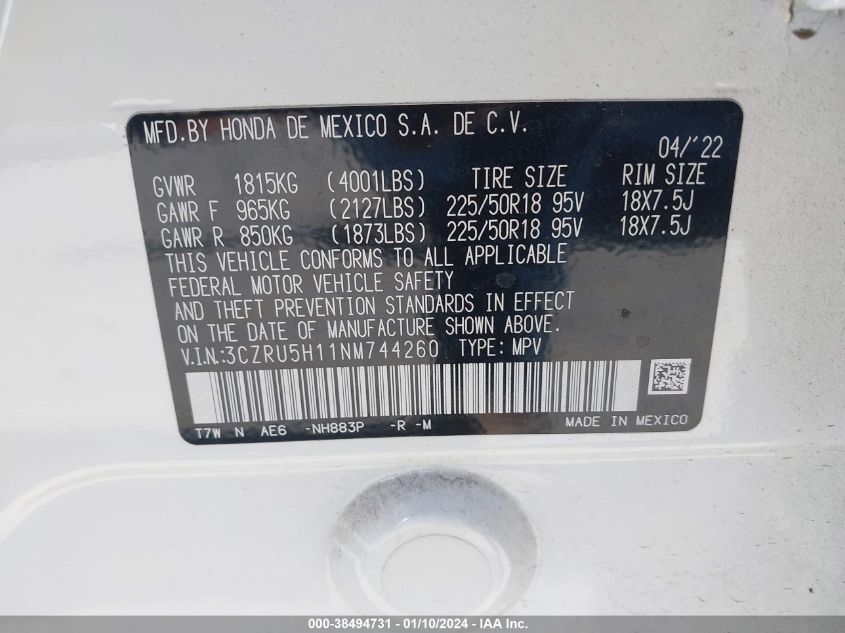 MFD.BY HONDA DE MEXICO S.A. DE C.V.
04/'22
GVWR 1815KG (4001LBS) TIRE SIZE RIM SIZE
GAWR F 965KG (2127LBS) 225/50R18 95V 18X7.5J
GAWR R 850KG (1873LBS) 225/50R18 95V 18X7.5J
THIS VEHICLE CONFORMS TO ALL APPLICABLE
FEDERAL MOTOR VEHICLE SAFETY
AND THEFT PREVENTION STANDARDS IN EFFECT
ON THE DATE OF MANUFACTURE SHOWN ABOVE.
V.I.N.:3CZRU5H11NM744260 TYPE: MPV
T7W N AE6 -NH883P -R -M MADE IN MEXICO
000-38494731 - 01/10/2024 - IAA Inc.